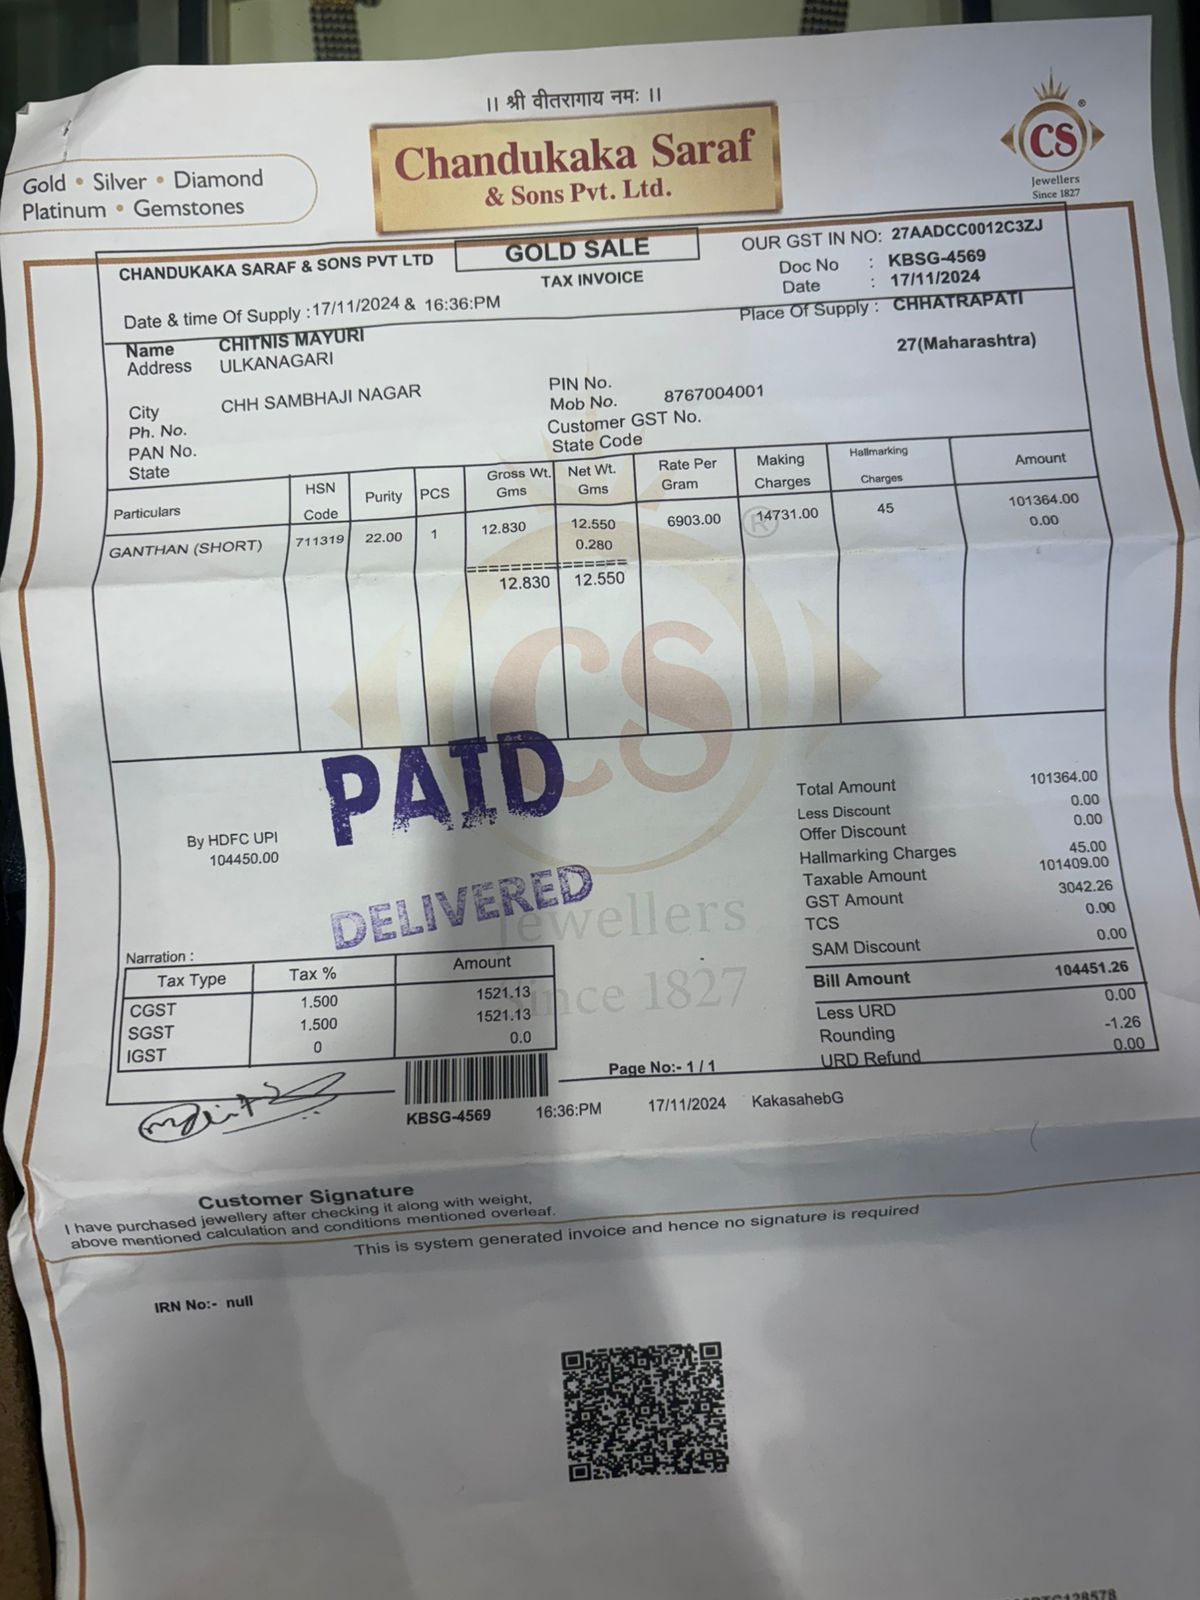 ।। श्री वीतरागाय नमः ।।
Gold • Silver • Diamond
Platinum • Gemstones
Chandukaka Saraf
& Sons Pvt. Ltd.
CS
®
Jewellers
Since 1827
CHANDUKAKA SARAF & SONS PVT LTD
GOLD SALE
TAX INVOICE
OUR GST IN NO: 27AADCC0012C3ZJ
Doc No : KBSG-4569
Date : 17/11/2024
Date & time Of Supply :17/11/2024 & 16:36:PM
Place Of Supply : CHHATRAPATI
27(Maharashtra)
Name CHITNIS MAYURI
Address ULKANAGARI
City CHH SAMBHAJI NAGAR
Ph. No.
PAN No.
State
PIN No.
Mob No. 8767004001
Customer GST No.
State Code
Particulars HSN Code Purity PCS Gross Wt. Gms Net Wt. Gms Rate Per Gram Making Charges Hallmarking Charges Amount
GANTHAN (SHORT) 711319 22.00 1 12.830 12.550 6903.00 14731.00 45 101364.00
0.280 0.00
===================
12.830 12.550
®
CS
Jewellers
Since 1827
PAID
DELIVERED
By HDFC UPI
104450.00
Total Amount 101364.00
Less Discount 0.00
Offer Discount 0.00
Hallmarking Charges 45.00
Taxable Amount 101409.00
GST Amount 3042.26
TCS 0.00
SAM Discount 0.00
Bill Amount 104451.26
Less URD 0.00
Rounding -1.26
URD Refund 0.00
Narration :
Tax Type Tax % Amount
CGST 1.500 1521.13
SGST 1.500 1521.13
IGST 0 0.0
Page No:- 1 / 1
KBSG-4569 16:36:PM 17/11/2024 KakasahebG
Customer Signature
I have purchased jewellery after checking it along with weight,
above mentioned calculation and conditions mentioned overleaf.
This is system generated invoice and hence no signature is required
IRN No:- null